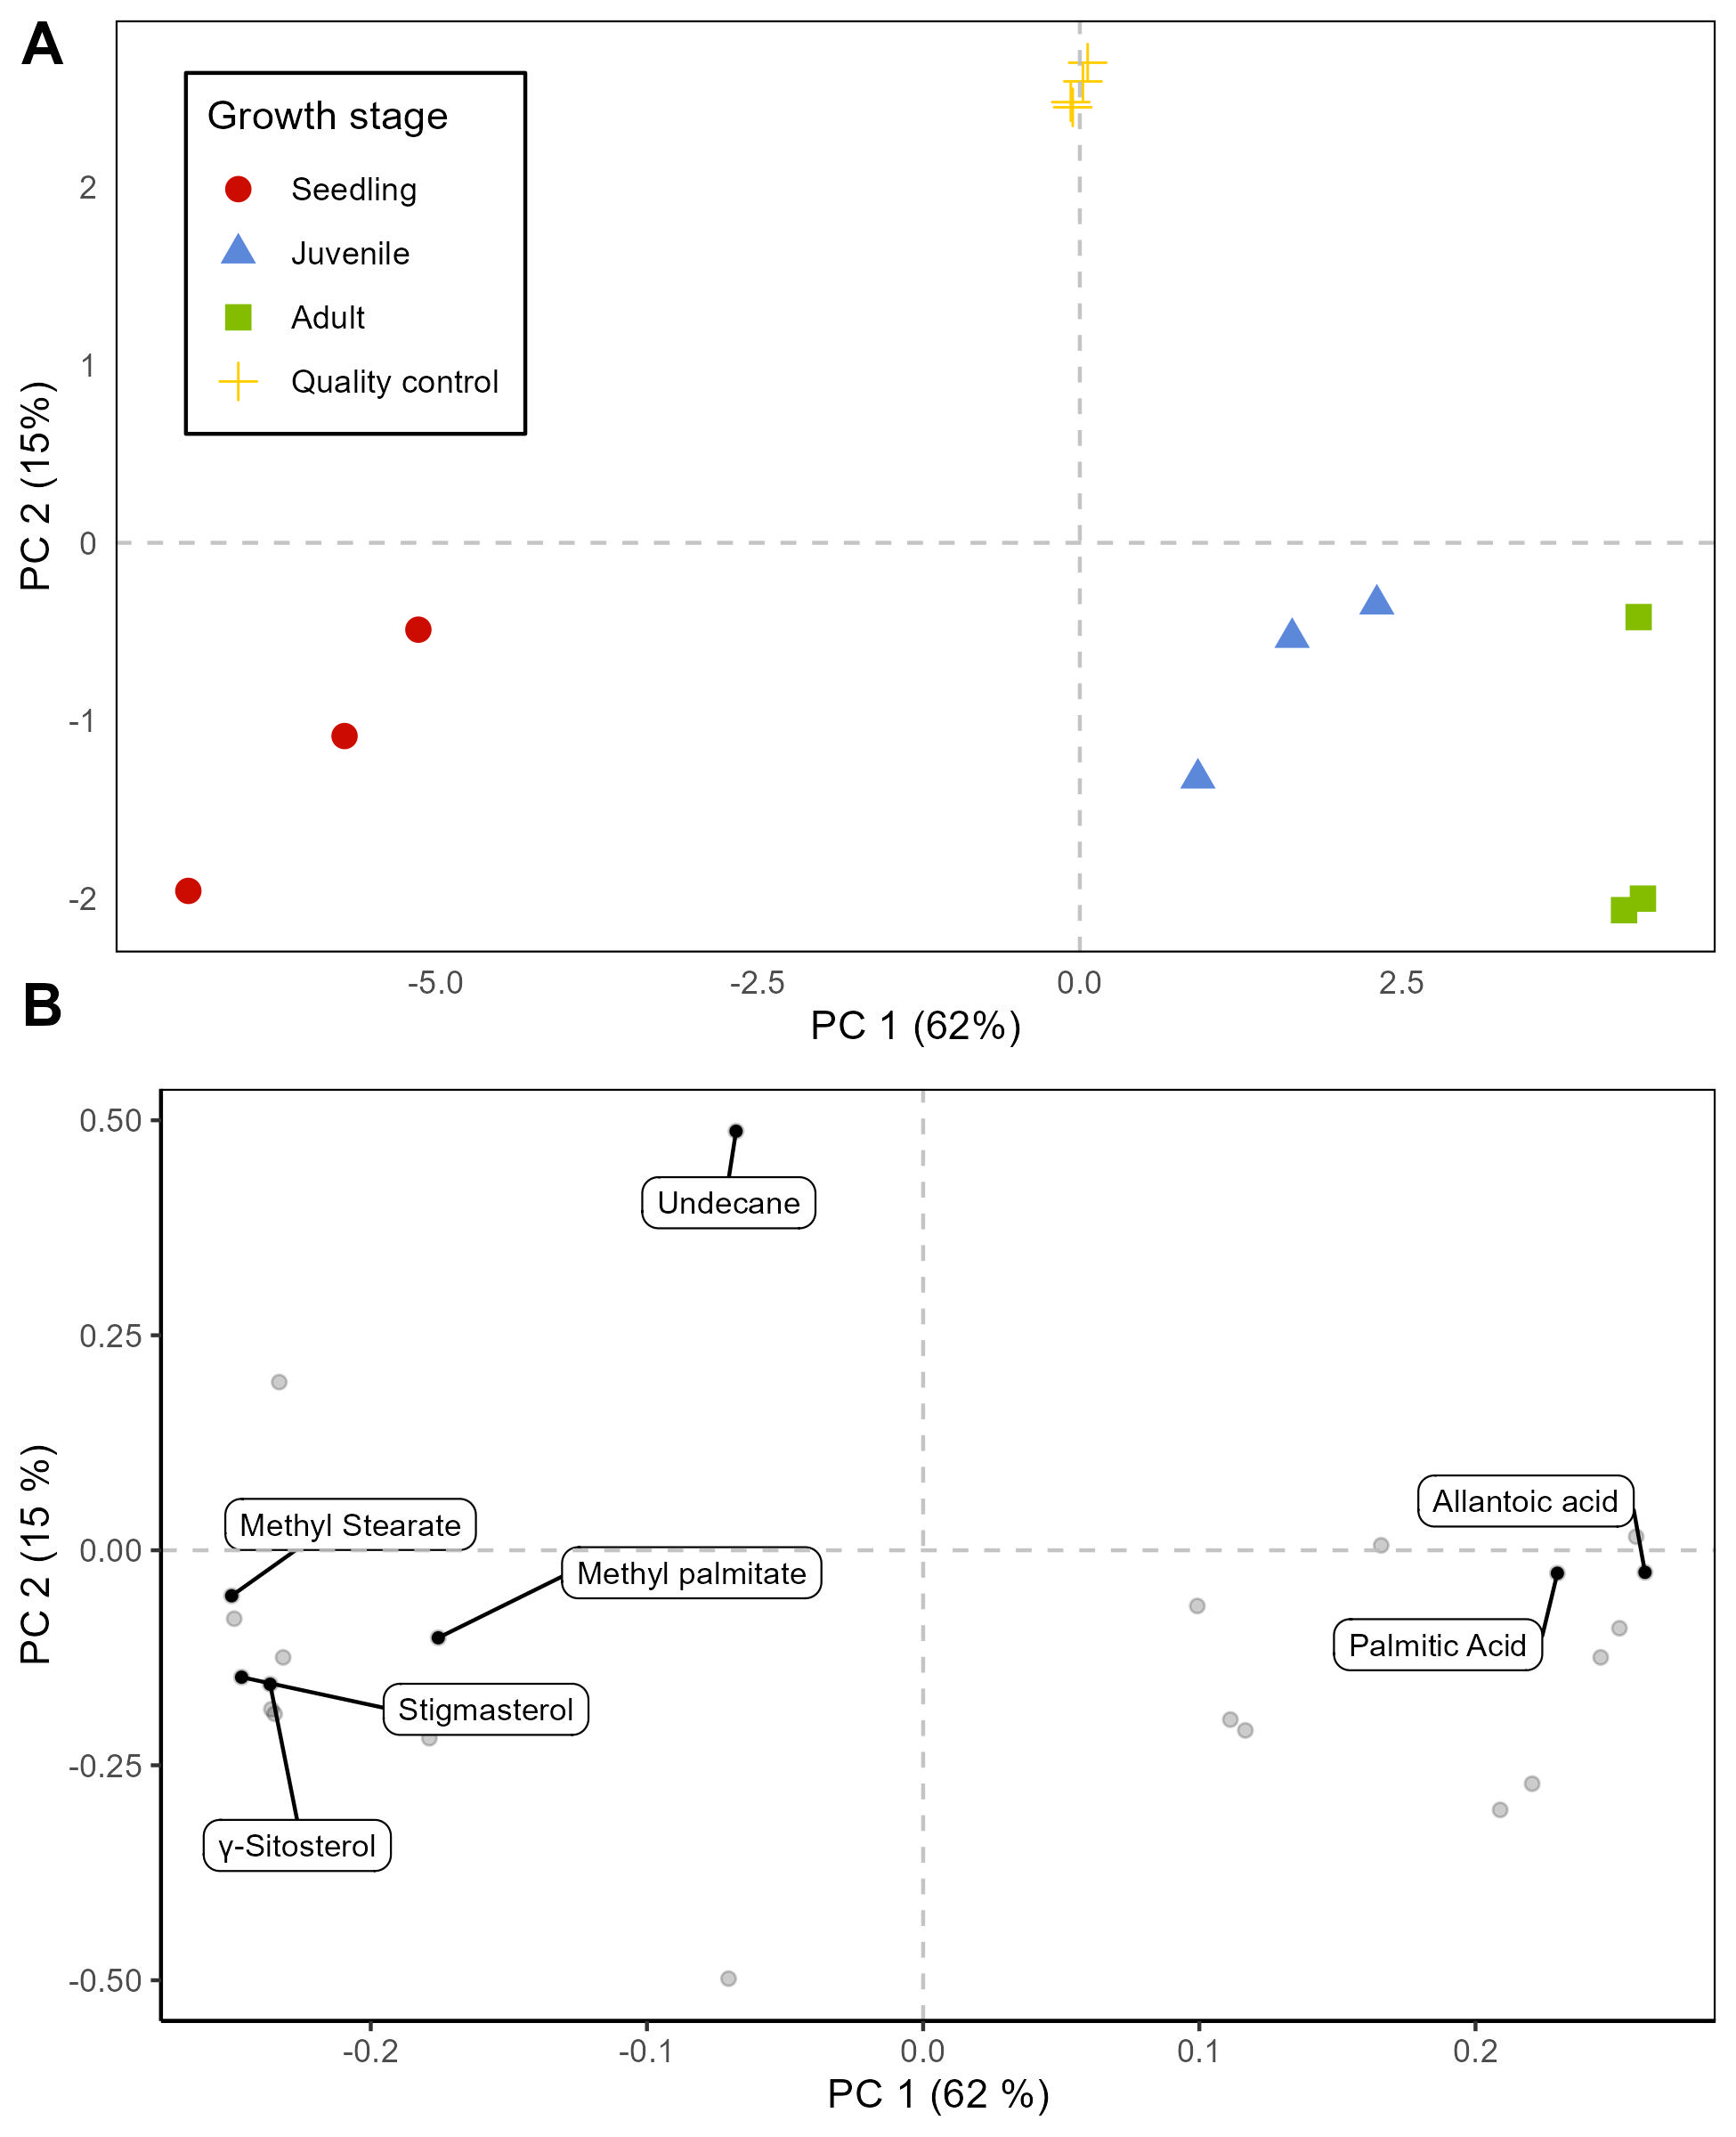 A
Growth stage
Seedling
Juvenile
Adult
Quality control
2
1
0
-1
-2
PC 2 (15%)
-5.0
-2.5
0.0
2.5
PC 1 (62%)
B
0.50
0.25
0.00
-0.25
-0.50
PC 2 (15 %)
Undecane
Methyl Stearate
Allantoic acid
Methyl palmitate
Palmitic Acid
Stigmasterol
γ-Sitosterol
-0.2
-0.1
0.0
0.1
0.2
PC 1 (62 %)